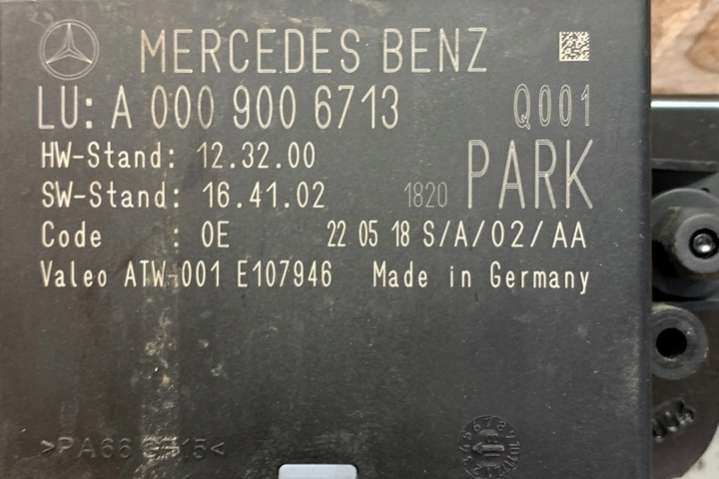 MERCEDES BENZ
LU: A 000 900 6713 Q001
HW-Stand: 12.32.00
SW-Stand: 16.41.02 1820 PARK
Code : 0E 22 05 18 S/A/02/AA
Valeo ATW-001 E107946 Made in Germany